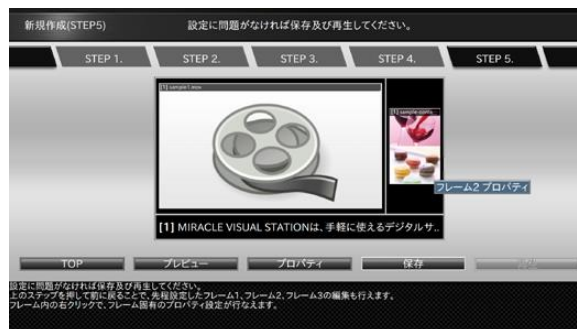 新規作成(STEP5)
設定に問題がなければ保存及び再生してください。
STEP 1.
STEP 2.
STEP 3.
STEP 4.
STEP 5.
[1] sample1.mov
フレーム2 プロパティ
[1] MIRACLE VISUAL STATIONは、手軽に使えるデジタルサ..
TOP
プレビュー
プロパティ
保存
設定に問題がなければ保存及び再生してください。
上のステップを押して前に戻ることで、先程設定したフレーム1、フレーム2、フレーム3の編集も行えます。
フレーム内の右クリックで、フレーム固有のプロパティ設定が行なえます。